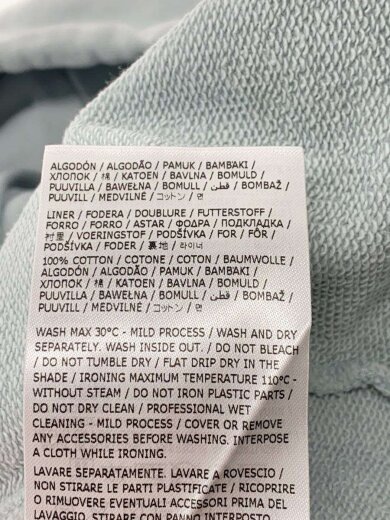 ALGODÓN / ALGODÃO / PAMUK / BAMBAKI /
ХЛОПОК / 棉 / KATOEN / BAVLNA / BOMULD /
PUUVILLA / BAWEŁNA / BOMULL / قطن / BOMBAŽ /
PUUVILL / MEDVILNĖ / コットン / 면
LINER / FODERA / DOUBLURE / FUTTERSTOFF /
FORRO / FORRO / ASTAR / ΦΟΔΡΑ / ПОДКЛАДКА /
衬里 / VOERINGSTOF / PODŠÍVKA / FOR / FÔR /
PODŠÍVKA / FODER / 裏地 / 라이너
100% COTTON / COTONE / COTON / BAUMWOLLE /
ALGODÓN / ALGODÃO / PAMUK / BAMBAKI /
ХЛОПОК / 棉 / KATOEN / BAVLNA / BOMULD /
PUUVILLA / BAWEŁNA / BOMULL / قطن / BOMBAŽ /
PUUVILL / MEDVILNĖ / コットン / 면
WASH MAX 30°C - MILD PROCESS / WASH AND DRY
SEPARATELY. WASH INSIDE OUT. / DO NOT BLEACH
/ DO NOT TUMBLE DRY / FLAT DRIP DRY IN THE
SHADE / IRONING MAXIMUM TEMPERATURE 110°C -
WITHOUT STEAM / DO NOT IRON PLASTIC PARTS /
DO NOT DRY CLEAN / PROFESSIONAL WET
CLEANING - MILD PROCESS / COVER OR REMOVE
ANY ACCESSORIES BEFORE WASHING. INTERPOSE
A CLOTH WHILE IRONING.
LAVARE SEPARATAMENTE. LAVARE A ROVESCIO /
NON STIRARE LE PARTI PLASTIFICATE / RICOPRIRE
O RIMUOVERE EVENTUALI ACCESSORI PRIMA DEL
LAVAGGIO. STIRARE CON INTERPOSTO